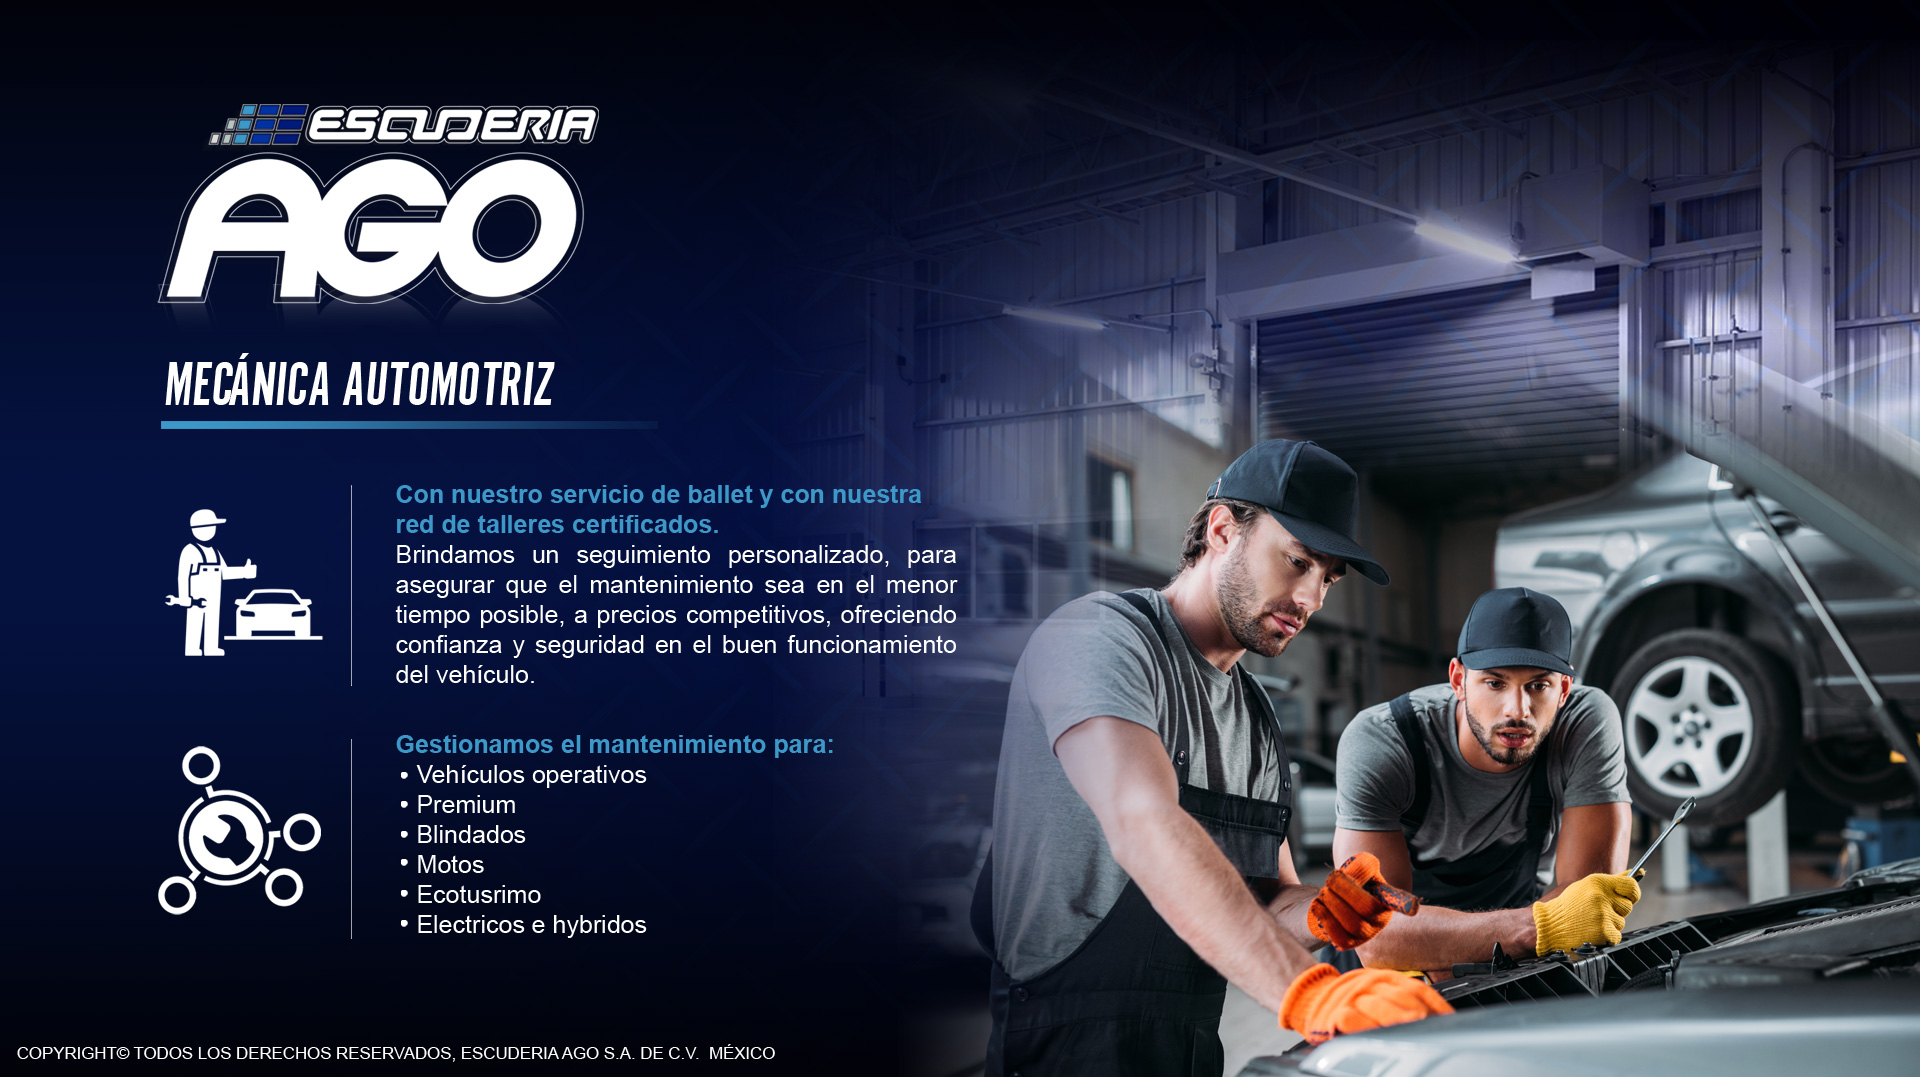 ESCUDERIA
AGO
MECÁNICA AUTOMOTRIZ
Con nuestro servicio de ballet y con nuestra
red de talleres certificados.
Brindamos un seguimiento personalizado, para
asegurar que el mantenimiento sea en el menor
tiempo posible, a precios competitivos, ofreciendo
confianza y seguridad en el buen funcionamiento
del vehículo.
Gestionamos el mantenimiento para:
• Vehículos operativos
• Premium
• Blindados
• Motos
• Ecotusrimo
• Electricos e hybridos
COPYRIGHT© TODOS LOS DERECHOS RESERVADOS, ESCUDERIA AGO S.A. DE C.V. MÉXICO